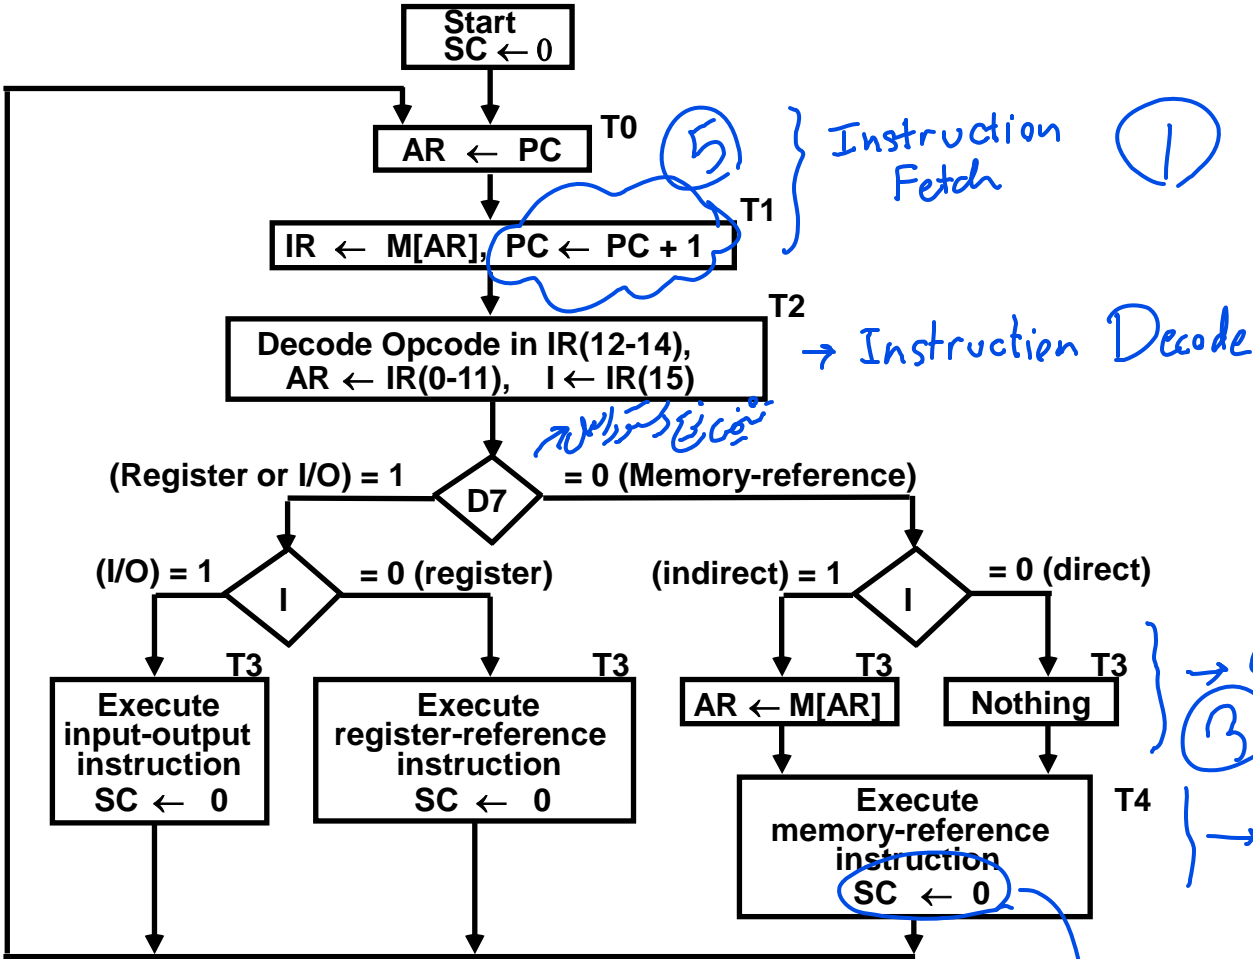 Start
SC ← 0
T0
AR ← PC
5
Instruction
Fetch
1
T1
IR ← M[AR], PC ← PC + 1
T2
Decode Opcode in IR(12-14),
AR ← IR(0-11), I ← IR(15)
→ Instruction Decode
(Register or I/O) = 1
D7
= 0 (Memory-reference)
(I/O) = 1
I
= 0 (register)
(indirect) = 1
I
= 0 (direct)
T3
Execute
input-output
instruction
SC ← 0
T3
Execute
register-reference
instruction
SC ← 0
T3
AR ← M[AR]
T3
Nothing
3
T4
Execute
memory-reference
instruction
SC ← 0